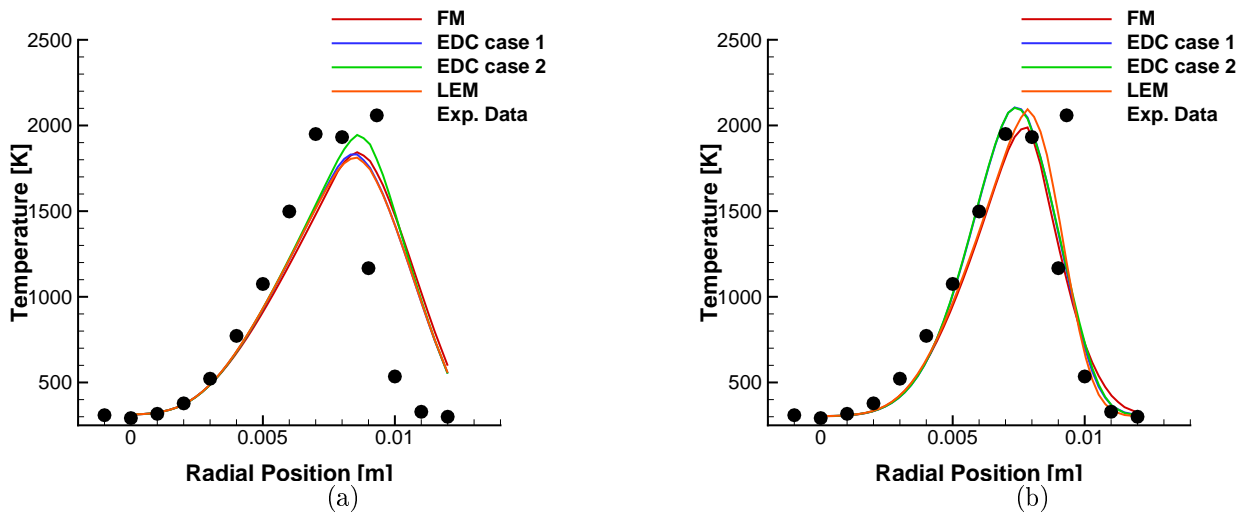 FM
EDC case 1
EDC case 2
LEM
Exp. Data
2500
2000
1500
1000
500
Temperature [K]
0
0.005
0.01
Radial Position [m]
(a)
FM
EDC case 1
EDC case 2
LEM
Exp. Data
2500
2000
1500
1000
500
Temperature [K]
0
0.005
0.01
Radial Position [m]
(b)